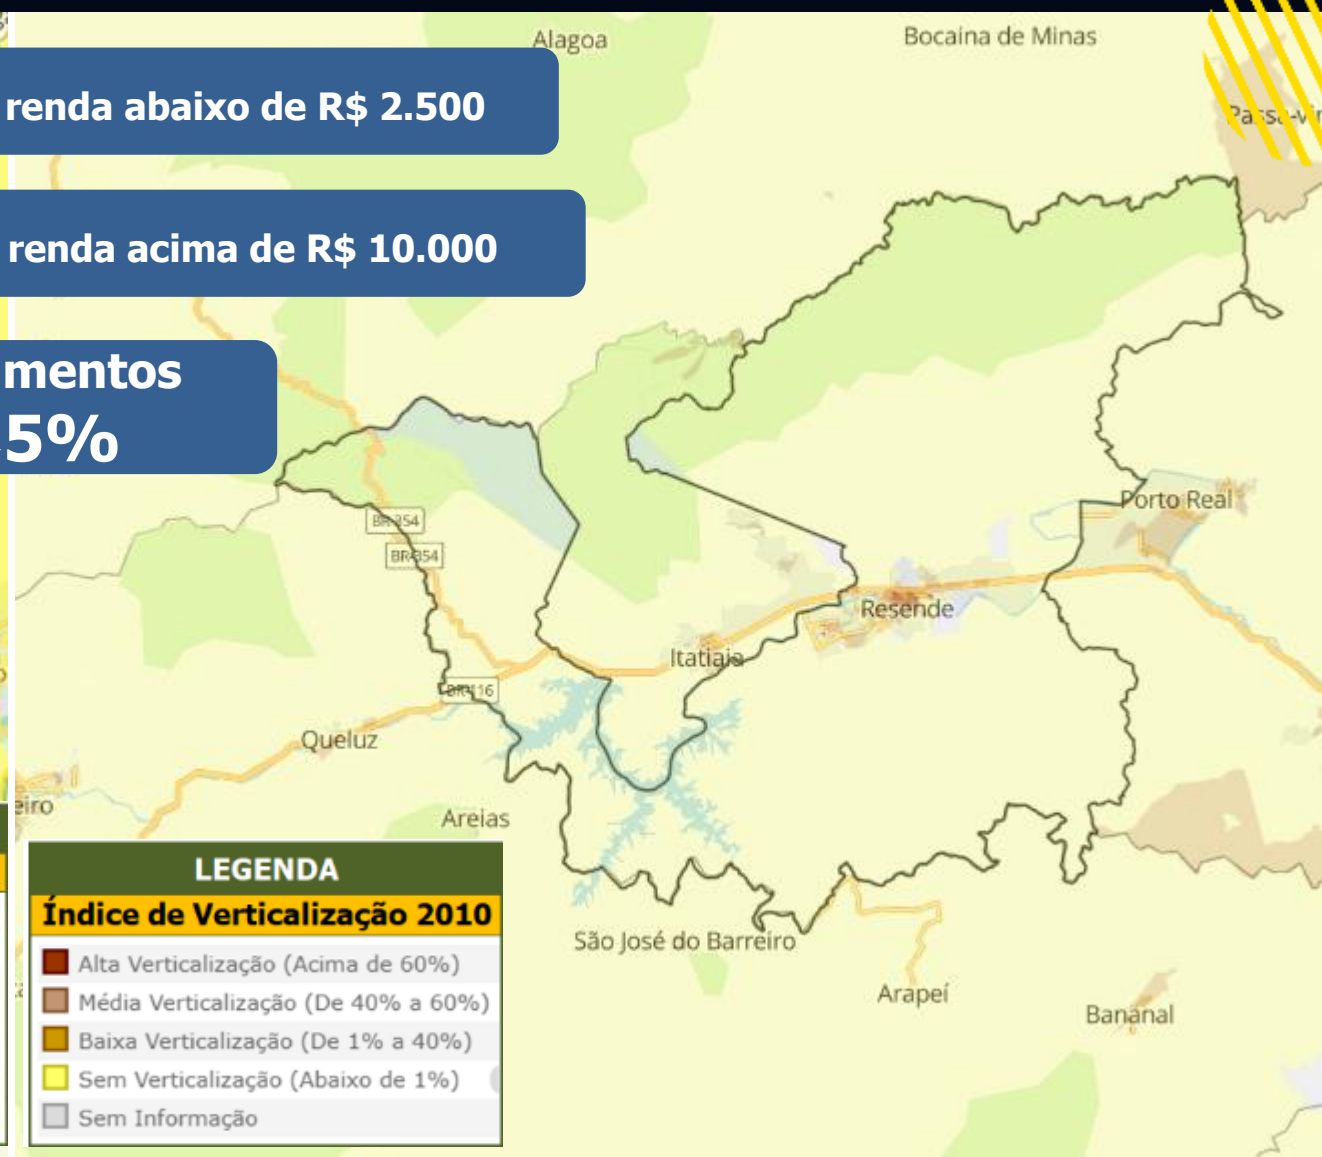 Alagoa
Bocaina de Minas
renda abaixo de R$ 2.500
renda acima de R$ 10.000
mentos
5%
BR-354
BR-354
Porto Real
Resende
Itatiaia
BR-116
Queluz
eiro
Areias
LEGENDA
Índice de Verticalização 2010
Alta Verticalização (Acima de 60%)
Média Verticalização (De 40% a 60%)
Baixa Verticalização (De 1% a 40%)
Sem Verticalização (Abaixo de 1%)
Sem Informação
São José do Barreiro
Arapeí
Bananal